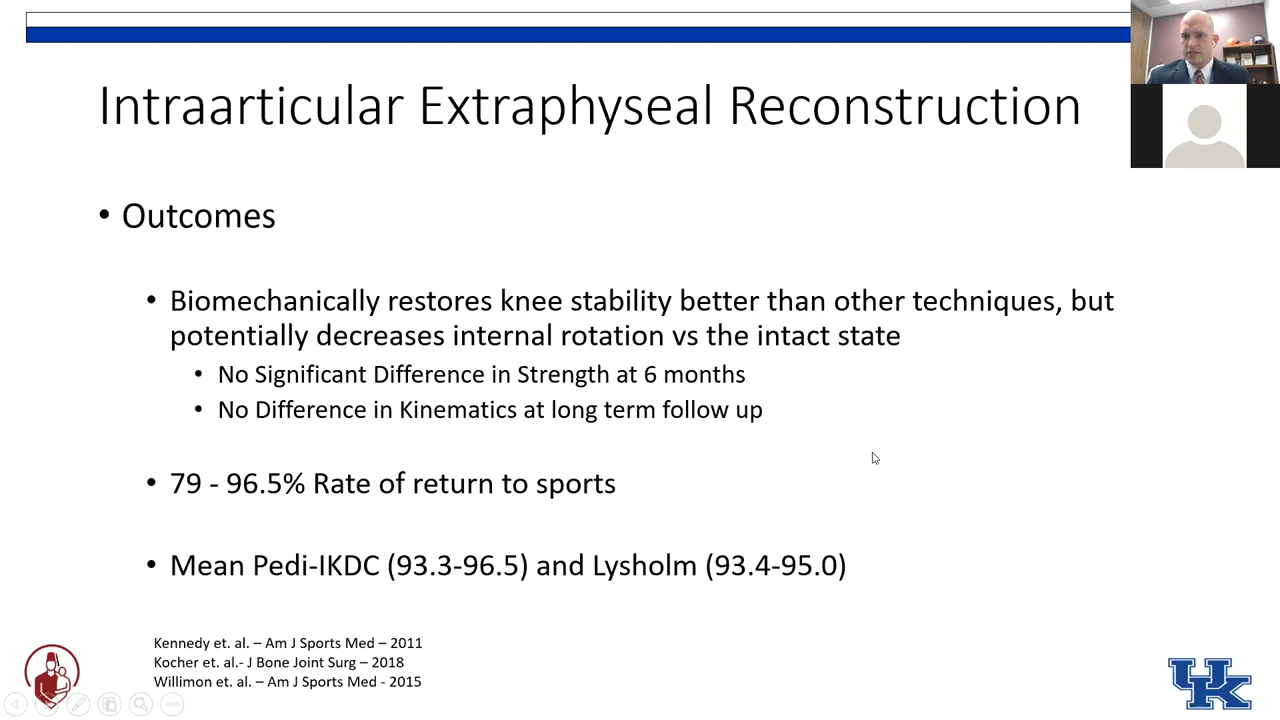 Intraarticular Extraphyseal Reconstruction
• Outcomes
• Biomechanically restores knee stability better than other techniques, but
potentially decreases internal rotation vs the intact state
• No Significant Difference in Strength at 6 months
• No Difference in Kinematics at long term follow up
• 79 - 96.5% Rate of return to sports
• Mean Pedi-IKDC (93.3-96.5) and Lysholm (93.4-95.0)
Kennedy et. al. – Am J Sports Med – 2011
Kocher et. al.- J Bone Joint Surg – 2018
Willimon et. al. – Am J Sports Med - 2015
UK